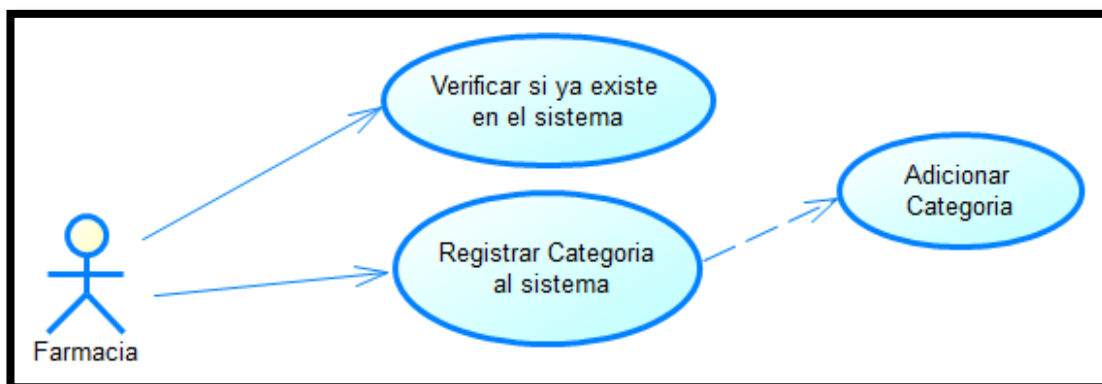 Verificar si ya existe
en el sistema
Adicionar
Categoria
Registrar Categoria
al sistema
Farmacia